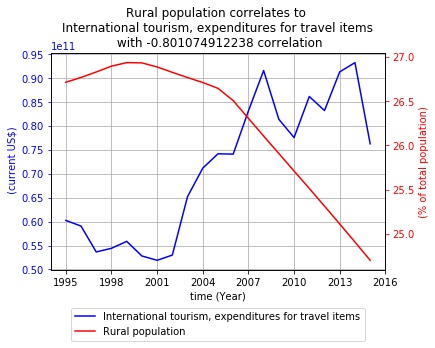 Rural population correlates to
International tourism, expenditures for travel items
with -0.801074912238 correlation
1e11
0.95
0.90
0.85
0.80
0.75
0.70
0.65
0.60
0.55
0.50
(current US$)
27.0
26.5
26.0
25.5
25.0
(% of total population)
1995 1998 2001 2004 2007 2010 2013 2016
time (Year)
International tourism, expenditures for travel items
Rural population